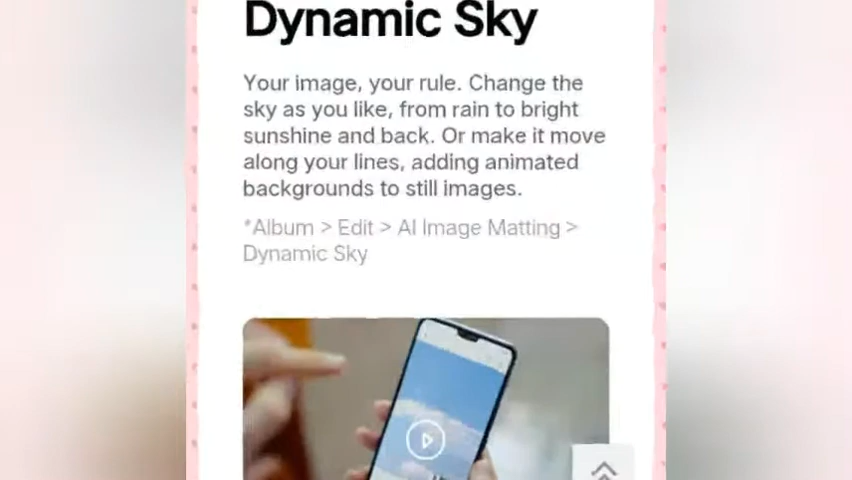 Dynamic Sky
Your image, your rule. Change the
sky as you like, from rain to bright
sunshine and back. Or make it move
along your lines, adding animated
backgrounds to still images.
*Album > Edit > AI Image Matting >
Dynamic Sky